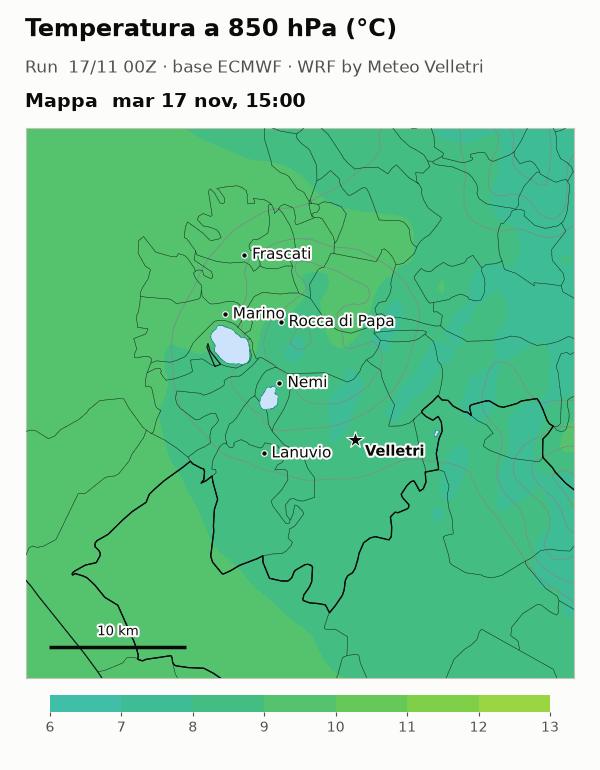 Temperatura a 850 hPa (°C)
Run  17/11 00Z · base ECMWF · WRF by Meteo Velletri
Mappa  mar 17 nov, 15:00
Frascati
Marino
Rocca di Papa
Nemi
Velletri
Lanuvio
10 km
6 7 8 9 10 11 12 13